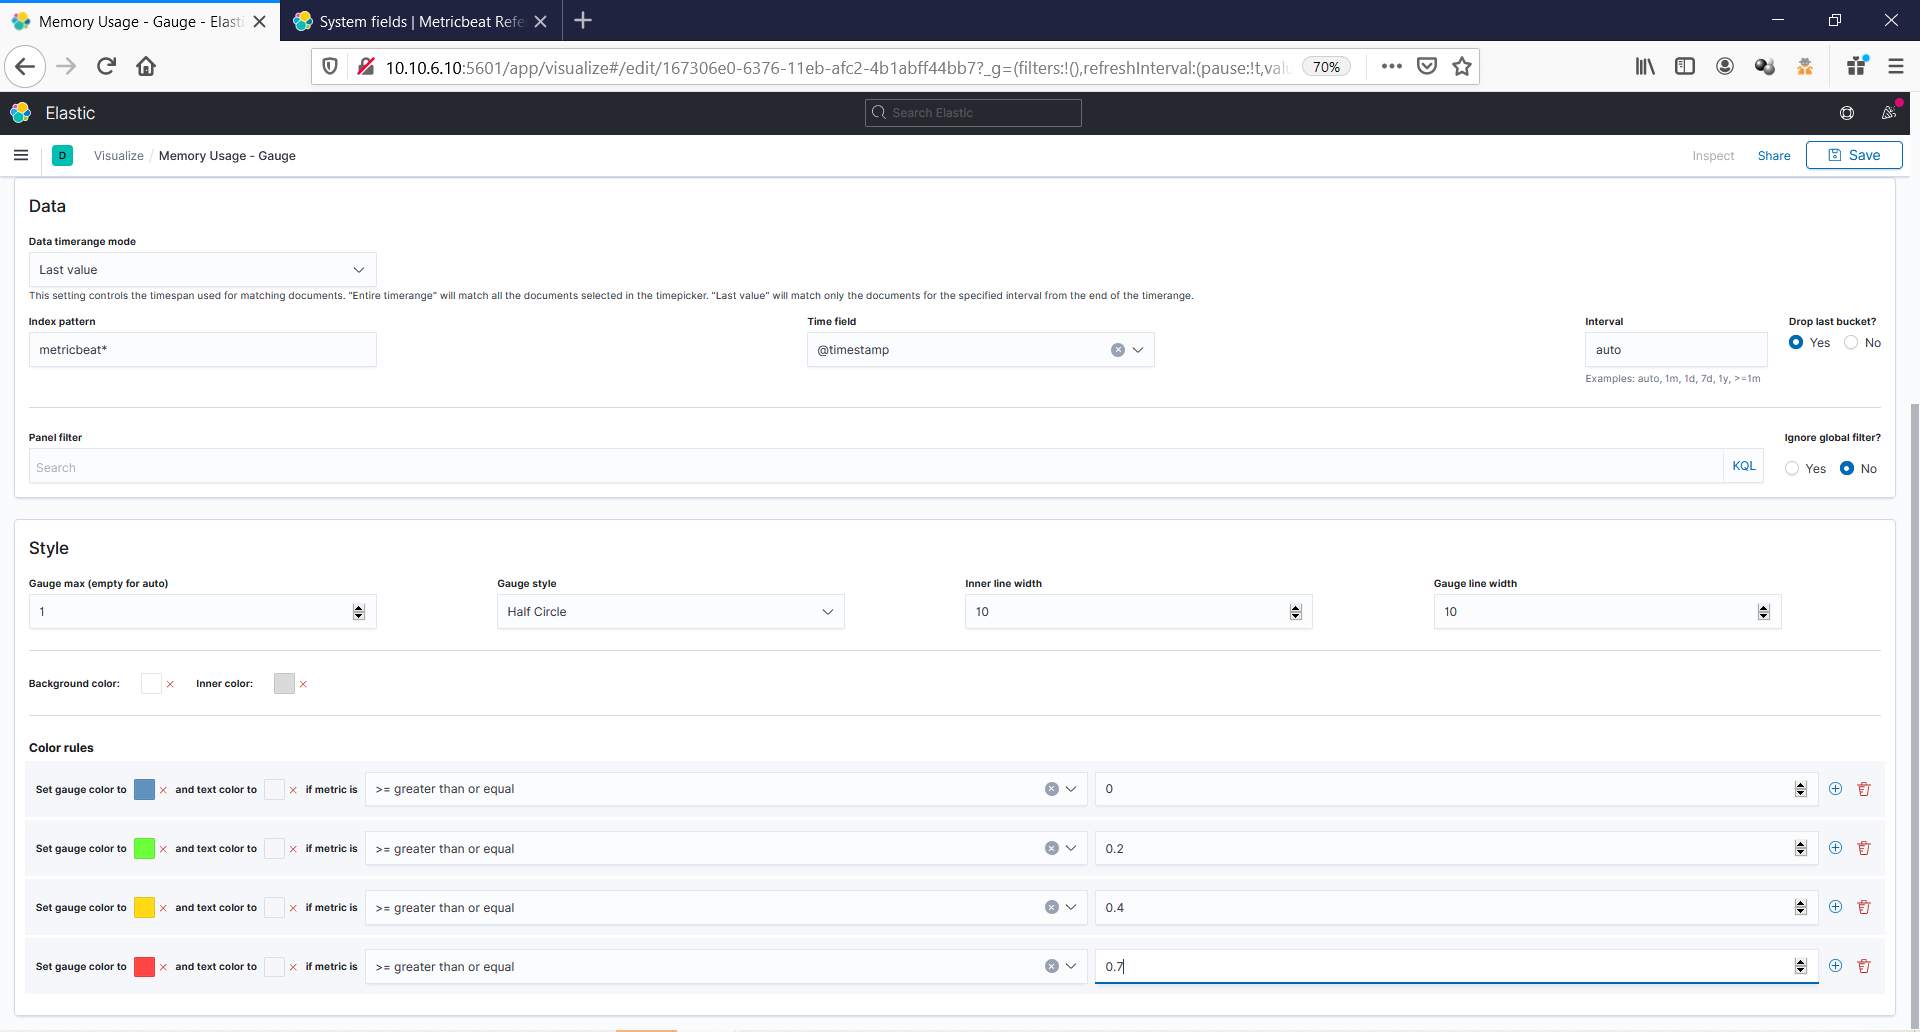 Memory Usage - Gauge - Elasti
System fields | Metricbeat Refe
10.10.6.10:5601/app/visualize#/edit/167306e0-6376-11eb-afc2-4b1abff44bb7?_g=(filters:!(),refreshInterval:(pause:!t,valu 70%
Elastic Search Elastic
D Visualize / Memory Usage - Gauge Inspect Share Save
Data
Data timerange mode
Last value
This setting controls the timespan used for matching documents. "Entire timerange" will match all the documents selected in the timepicker. "Last value" will match only the documents for the specified interval from the end of the timerange.
Index pattern Time field Interval Drop last bucket?
metricbeat* @timestamp auto Yes No
Examples: auto, 1m, 1d, 7d, 1y, >=1m
Panel filter Ignore global filter?
Search KQL Yes No
Style
Gauge max (empty for auto) Gauge style Inner line width Gauge line width
1 Half Circle 10 10
Background color: Inner color:
Color rules
Set gauge color to and text color to if metric is >= greater than or equal 0
Set gauge color to and text color to if metric is >= greater than or equal 0.2
Set gauge color to and text color to if metric is >= greater than or equal 0.4
Set gauge color to and text color to if metric is >= greater than or equal 0.7